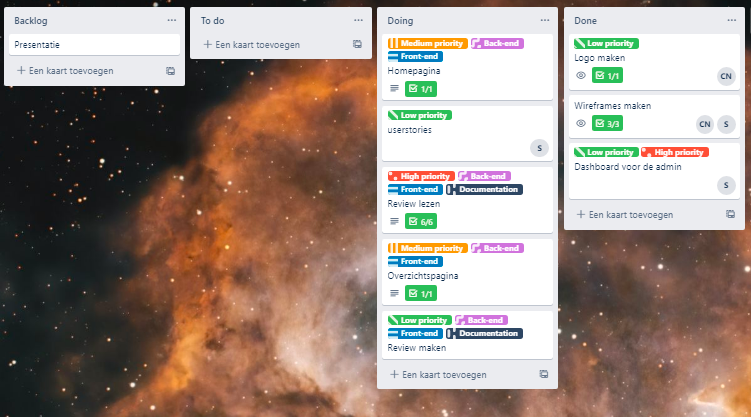 Backlog
Presentatie
Een kaart toevoegen
To do
Een kaart toevoegen
Doing
Medium priority Back-end
Front-end
Homepagina
1/1
Low priority
userstories
S
High priority Back-end
Front-end Documentation
Review lezen
6/6
Medium priority Back-end
Front-end
Overzichtspagina
1/1
Low priority Back-end
Front-end Documentation
Review maken
Een kaart toevoegen
Done
Low priority
Logo maken
1/1 CN
Wireframes maken
3/3 CN S
Low priority High priority
Dashboard voor de admin
S
Een kaart toevoegen